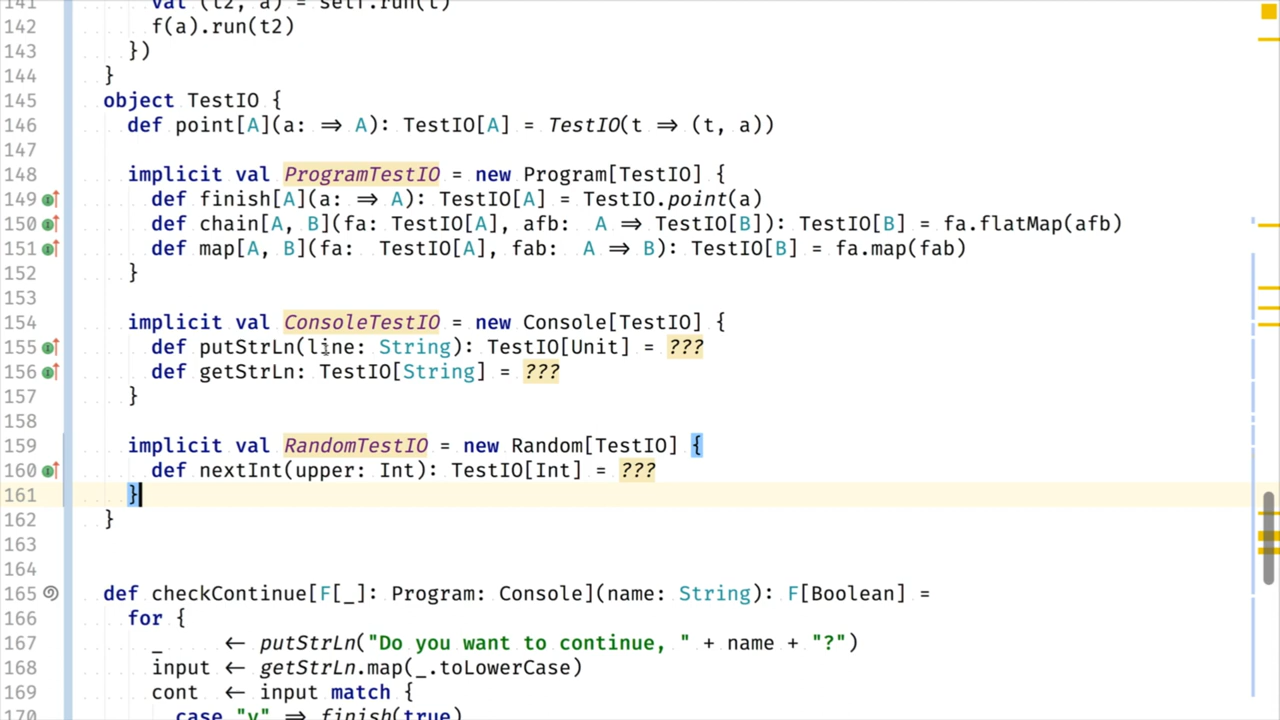 141 val (t2, a) = self.run(t)
142 f(a).run(t2)
143 })
144 }
145 object TestIO {
146 def point[A](a: ⇒ A): TestIO[A] = TestIO(t ⇒ (t, a))
147
148 implicit val ProgramTestIO = new Program[TestIO] {
149 def finish[A](a: ⇒ A): TestIO[A] = TestIO.point(a)
150 def chain[A, B](fa: TestIO[A], afb: A ⇒ TestIO[B]): TestIO[B] = fa.flatMap(afb)
151 def map[A, B](fa: TestIO[A], fab: A ⇒ B): TestIO[B] = fa.map(fab)
152 }
153
154 implicit val ConsoleTestIO = new Console[TestIO] {
155 def putStrLn(line: String): TestIO[Unit] = ???
156 def getStrLn: TestIO[String] = ???
157 }
158
159 implicit val RandomTestIO = new Random[TestIO] {
160 def nextInt(upper: Int): TestIO[Int] = ???
161 }
162 }
163
164
165 def checkContinue[F[_]: Program: Console](name: String): F[Boolean] =
166 for {
167 _ ← putStrLn("Do you want to continue, " + name + "?")
168 input ← getStrLn.map(_.toLowerCase)
169 cont ← input match {
170 case "y" ⇒ finish(true)